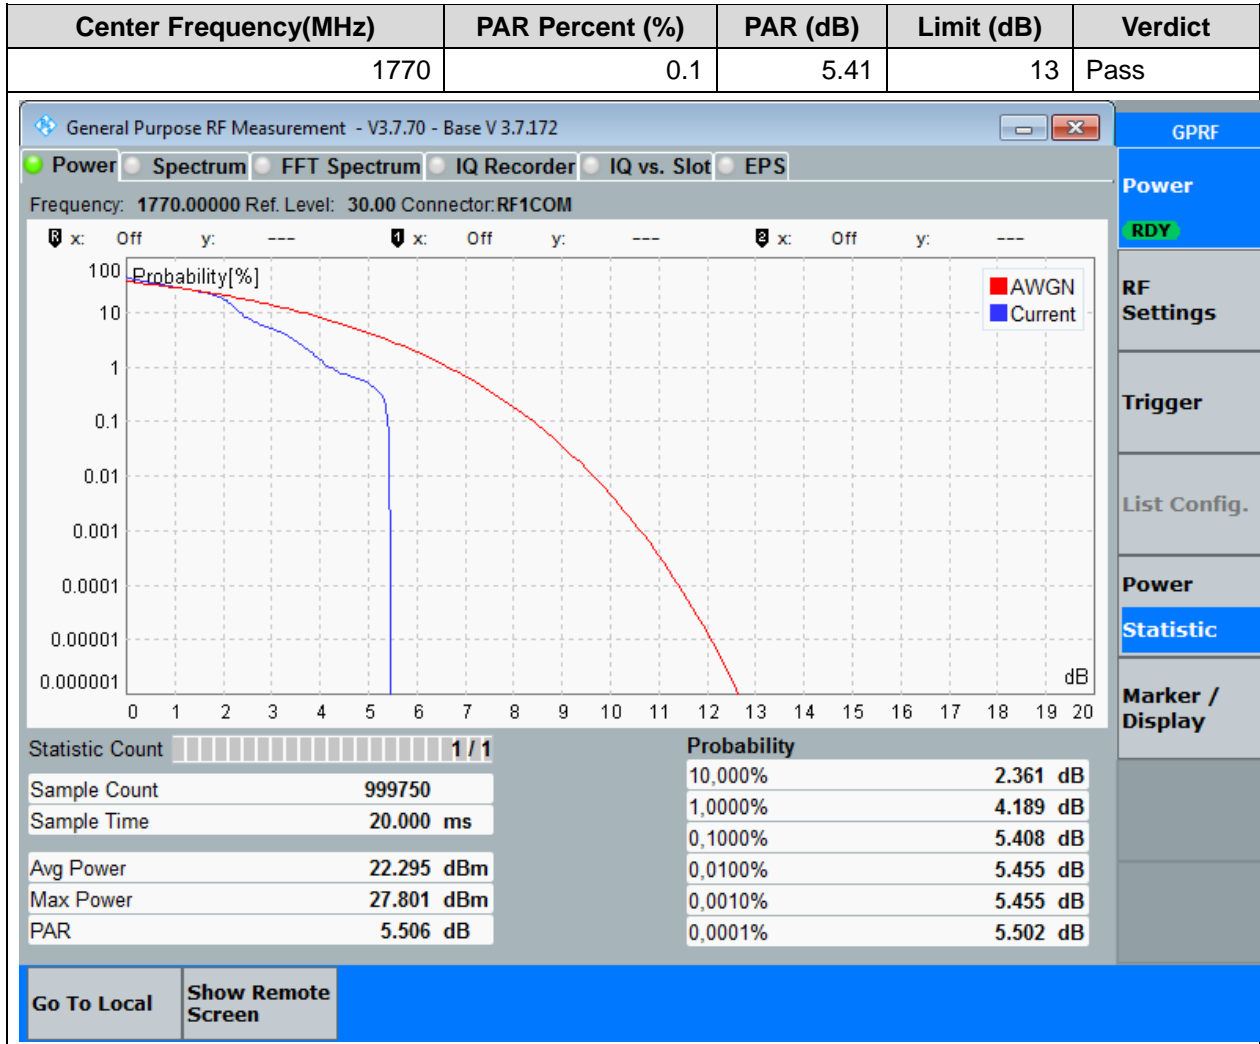 Center Frequency(MHz) PAR Percent (%) PAR (dB) Limit (dB) Verdict
1770 0.1 5.41 13 Pass
General Purpose RF Measurement - V3.7.70 - Base V 3.7.172
GPRF
Power Spectrum FFT Spectrum IQ Recorder IQ vs. Slot EPS
Frequency: 1770.00000 Ref. Level: 30.00 Connector: RF1COM
R x: Off y: --- 1 x: Off y: --- 2 x: Off y: ---
Probability[%]
100
10
1
0.1
0.01
0.001
0.0001
0.00001
0.000001
AWGN
Current
dB
0 1 2 3 4 5 6 7 8 9 10 11 12 13 14 15 16 17 18 19 20
Statistic Count 1 / 1
Sample Count 999750
Sample Time 20.000 ms
Avg Power 22.295 dBm
Max Power 27.801 dBm
PAR 5.506 dB
Probability
10,000% 2.361 dB
1,0000% 4.189 dB
0,1000% 5.408 dB
0,0100% 5.455 dB
0,0010% 5.455 dB
0,0001% 5.502 dB
Power
RDY
RF
Settings
Trigger
List Config.
Power
Statistic
Marker /
Display
Go To Local
Show Remote
Screen